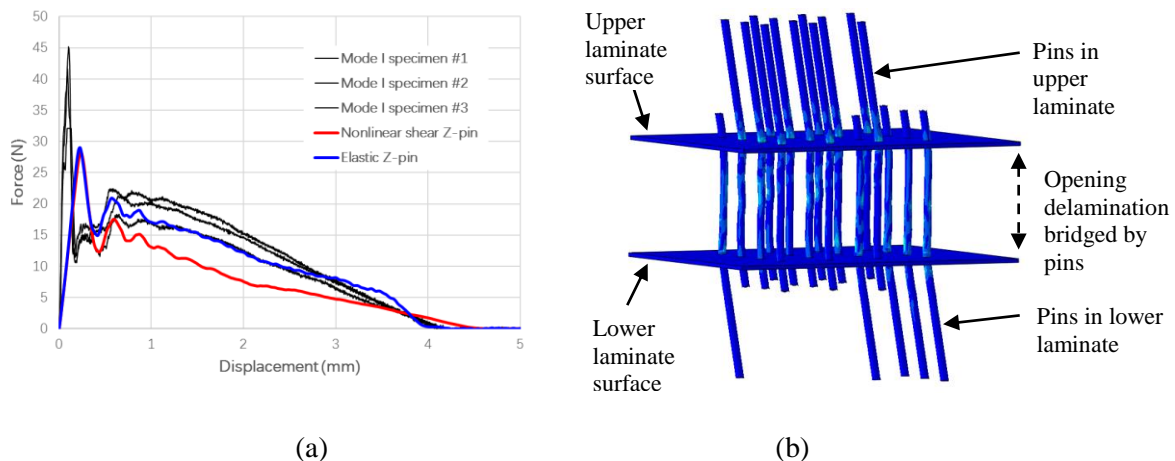 50
45
40
35
30
25
20
15
10
5
0
Force (N)
0 1 2 3 4 5
Displacement (mm)
Mode I specimen #1
Mode I specimen #2
Mode I specimen #3
Nonlinear shear Z-pin
Elastic Z-pin
(a)
Upper
laminate
surface
Pins in
upper
laminate
Opening
delamination
bridged by
pins
Lower
laminate
surface
Pins in lower
laminate
(b)